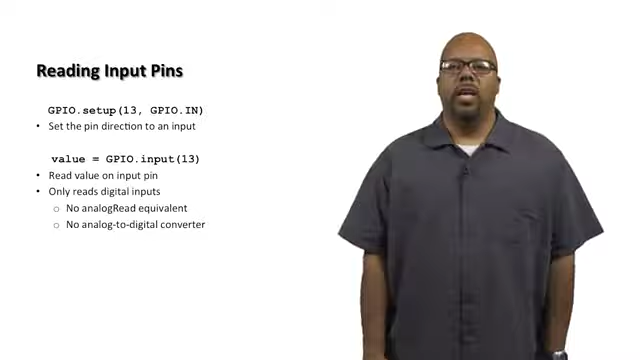 Reading Input Pins
GPIO.setup(13, GPIO.IN)
• Set the pin direction to an input
value = GPIO.input(13)
• Read value on input pin
• Only reads digital inputs
o No analogRead equivalent
o No analog-to-digital converter